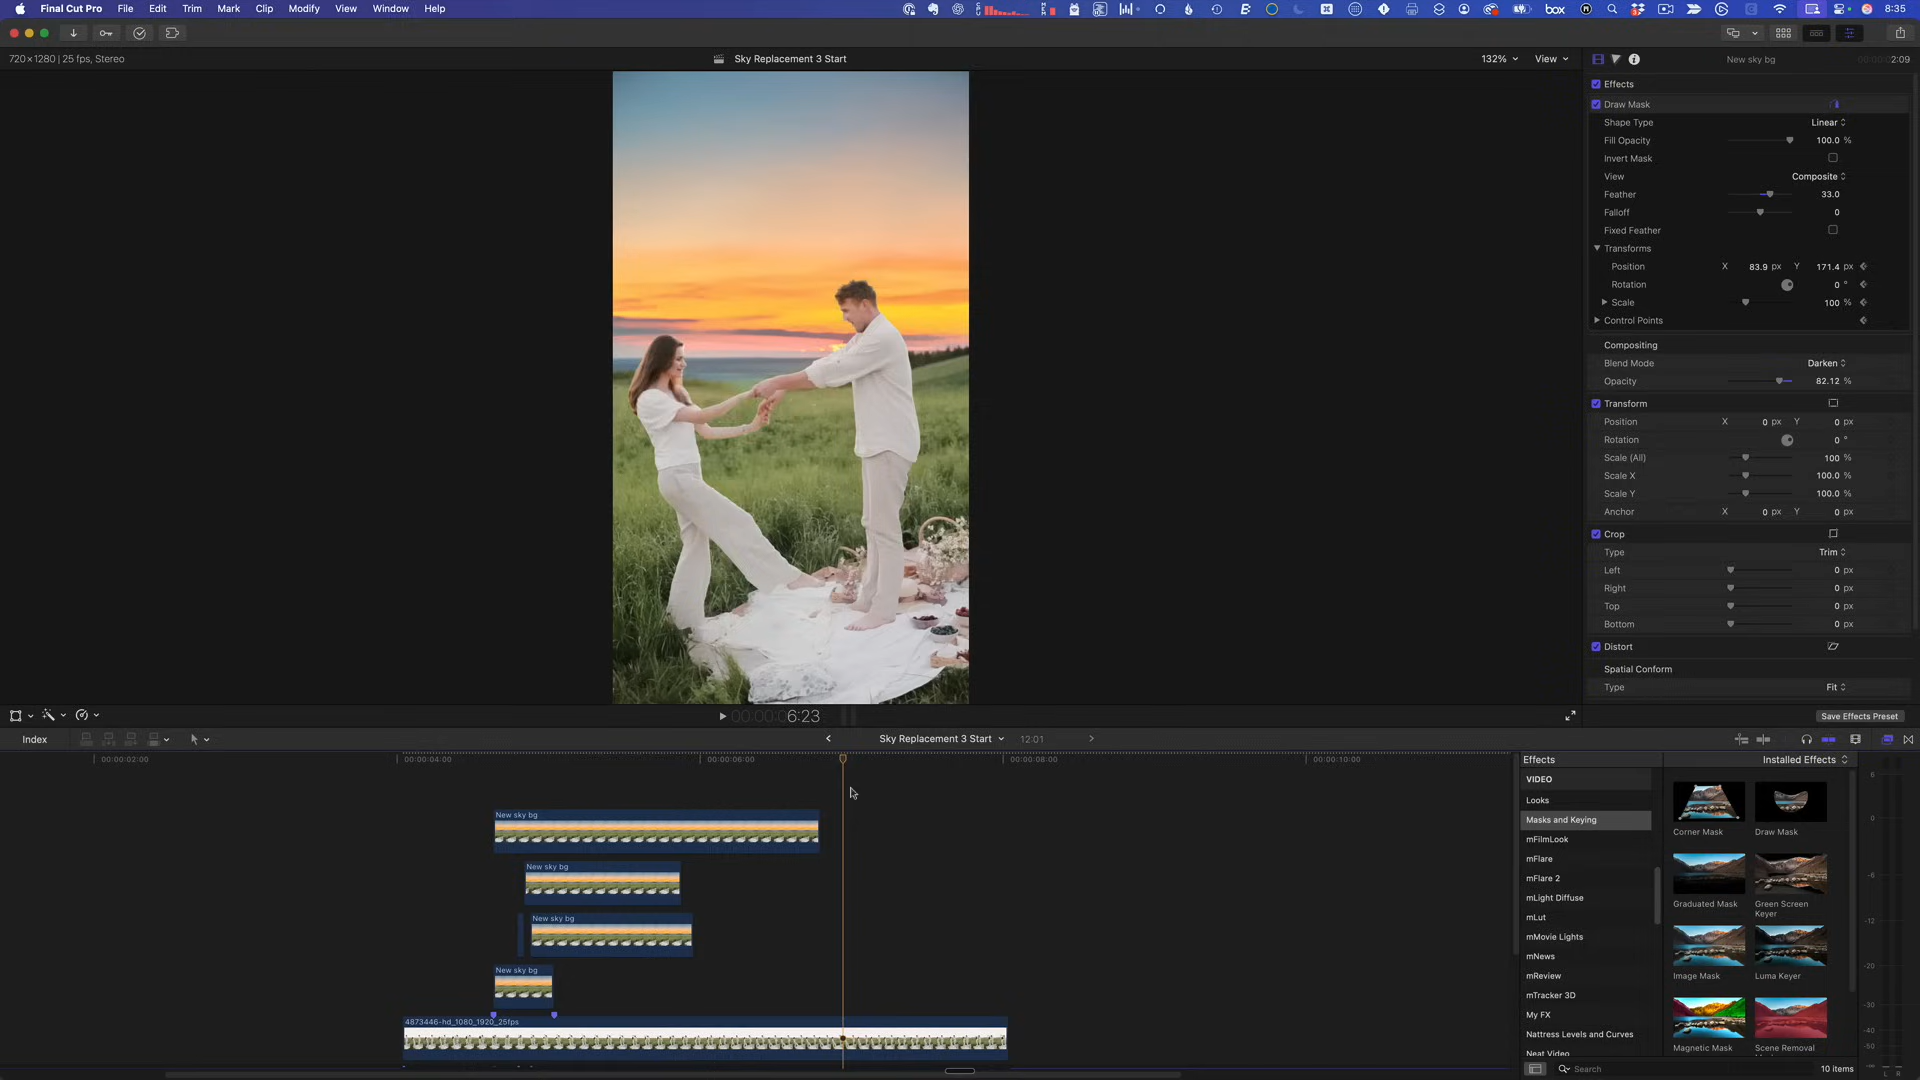 Final Cut Pro File Edit Trim Mark Clip Modify View Window Help
box 8:35
720×1280 | 25 fps, Stereo
Sky Replacement 3 Start
132% View
New sky bg
2:09
Effects
Draw Mask
Shape Type Linear
Fill Opacity 100.0 %
Invert Mask
View Composite
Feather 33.0
Falloff 0
Fixed Feather
Transforms
Position X 83.9 px Y 171.4 px
Rotation 0 °
Scale 100 %
Control Points
Compositing
Blend Mode Darken
Opacity 82.12 %
Transform
Position X 0 px Y 0 px
Rotation 0 °
Scale (All) 100 %
Scale X 100.0 %
Scale Y 100.0 %
Anchor X 0 px Y 0 px
Crop
Type Trim
Left 0 px
Right 0 px
Top 0 px
Bottom 0 px
Distort
Spatial Conform
Type Fit
Save Effects Preset
00:00:06:23
Index
Sky Replacement 3 Start 12:01
00:00:02:00 00:00:04:00 00:00:06:00 00:00:08:00 00:00:10:00
New sky bg
New sky bg
New sky bg
New sky bg
4873446-hd_1080_1920_25fps
Effects Installed Effects
VIDEO
Looks
Masks and Keying
mFilmLook
mFlare
mFlare 2
mLight Diffuse
mLut
mMovie Lights
mNews
mReview
mTracker 3D
My FX
Nattress Levels and Curves
Neat Video
Corner Mask Draw Mask
Graduated Mask Green Screen Keyer
Image Mask Luma Keyer
Magnetic Mask Scene Removal
Search 10 items
6
0
-6
-12
-20
-30
-40
-50
L R